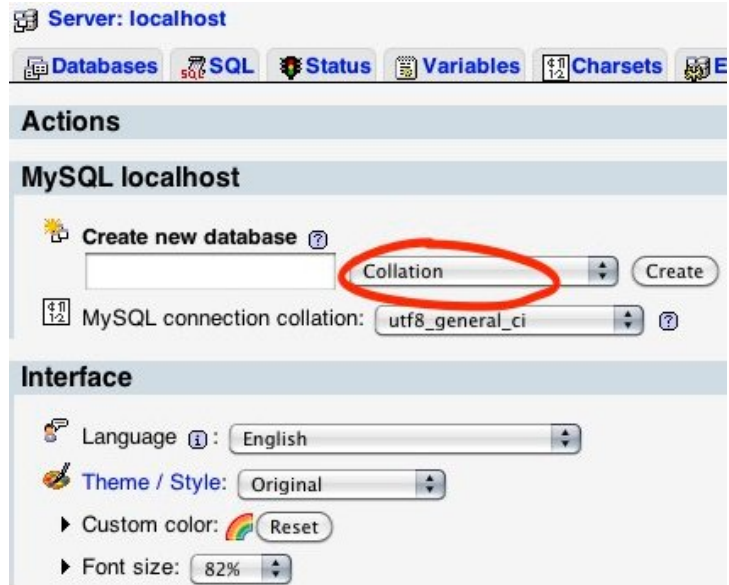 Server: localhost
Databases SQL Status Variables Charsets E
Actions
MySQL localhost
Create new database
Collation Create
MySQL connection collation: utf8_general_ci
Interface
Language : English
Theme / Style: Original
Custom color: Reset
Font size: 82%